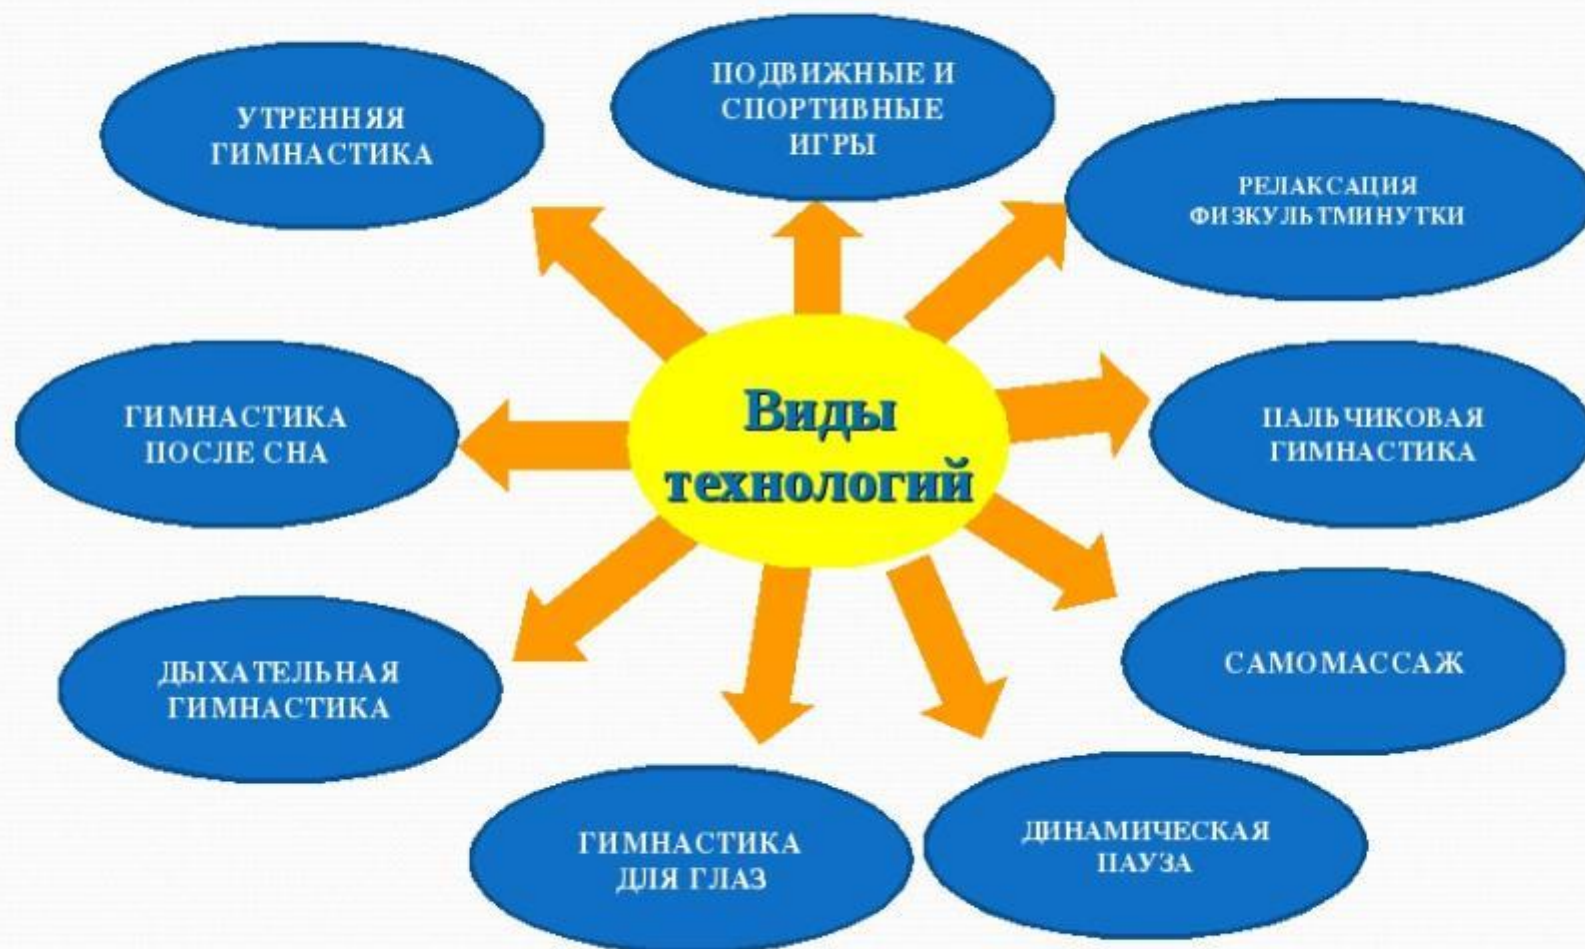 УТРЕННЯЯ
ГИМНАСТИКА
ПОДВИЖНЫЕ И
СПОРТИВНЫЕ
ИГРЫ
РЕЛАКСАЦИЯ
ФИЗКУЛЬТМИНУТКИ
ГИМНАСТИКА
ПОСЛЕ СНА
Виды
технологий
ПАЛЬЧИКОВАЯ
ГИМНАСТИКА
ДЫХАТЕЛЬНАЯ
ГИМНАСТИКА
САМОМАССАЖ
ГИМНАСТИКА
ДЛЯ ГЛАЗ
ДИНАМИЧЕСКАЯ
ПАУЗА